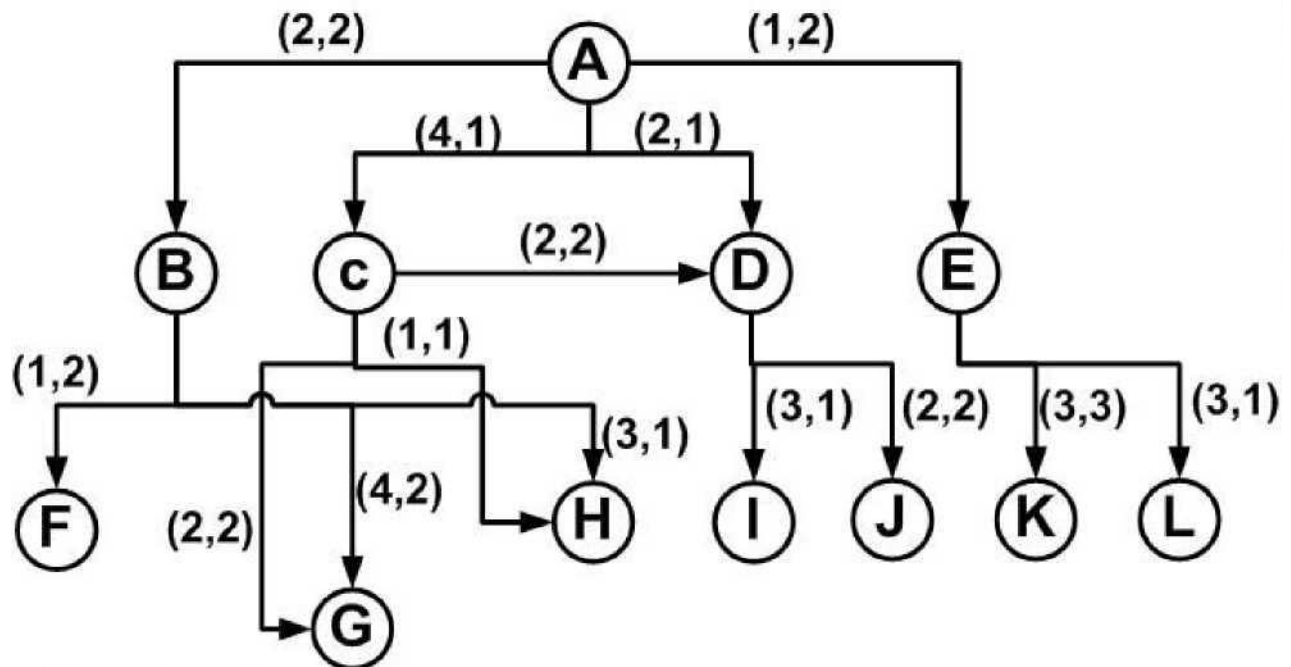 (2,2) A (1,2)
(4,1) (2,1)
B c (2,2) D E
(1,2) (1,1)
(3,1) (2,2) (3,3) (3,1)
(3,1)
(2,2) (4,2)
F H I J K L
G